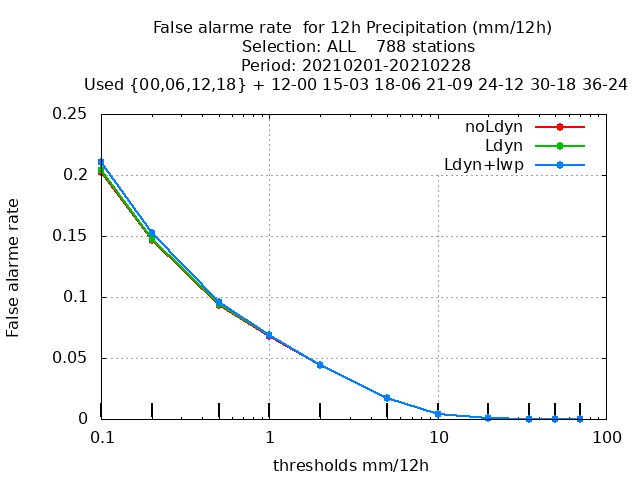 False alarme rate  for 12h Precipitation (mm/12h)
Selection: ALL    788 stations
Period: 20210201-20210228
Used {00,06,12,18} + 12-00 15-03 18-06 21-09 24-12 30-18 36-24
0.25
0.2
0.15
0.1
0.05
0
False alarme rate
noLdyn
Ldyn
Ldyn+lwp
0.1
1
10
100
thresholds mm/12h